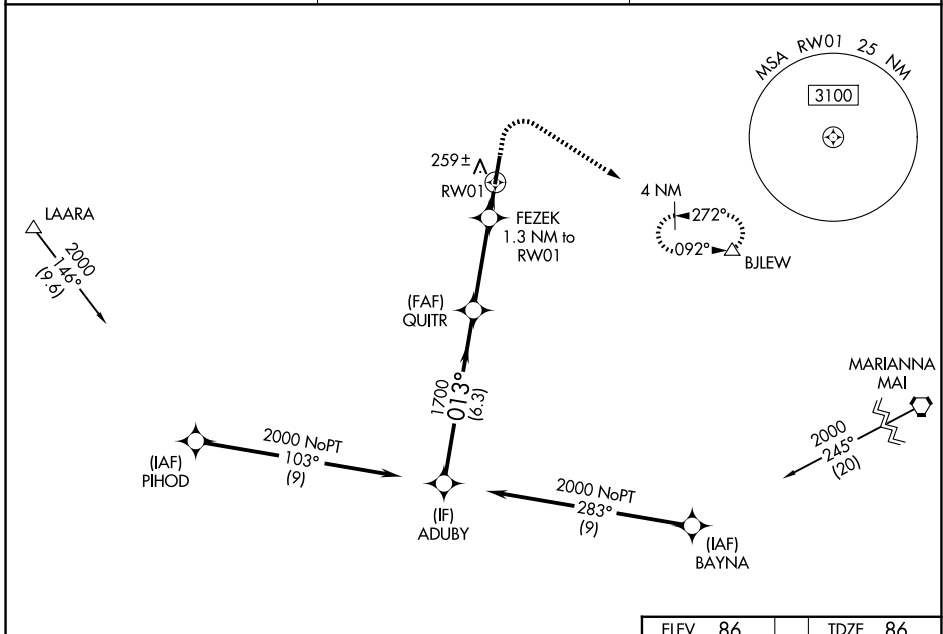 MSA RW01 25 NM
3100
259±
RW01
4 NM
272°
092°
BJLEW
LAARA
2000
146°
(9.6)
FEZEK
1.3 NM to
RW01
(FAF)
QUITR
MARIANNA
MAI
1700
013°
(6.3)
2000
245°
(20)
2000 NoPT
103°
(9)
(IAF)
PIHOD
2000 NoPT
283°
(9)
(IF)
ADUBY
(IAF)
BAYNA
ELEV 86
TDZE 86